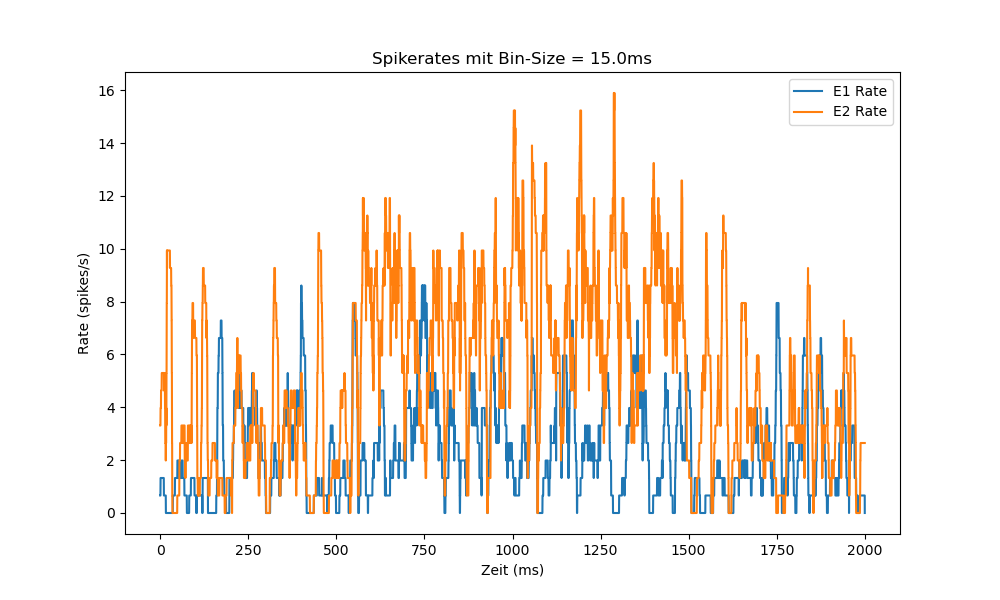 Spikerates mit Bin-Size = 15.0ms
E1 Rate
E2 Rate
16
14
12
10
8
6
4
2
0
Rate (spikes/s)
0 250 500 750 1000 1250 1500 1750 2000
Zeit (ms)